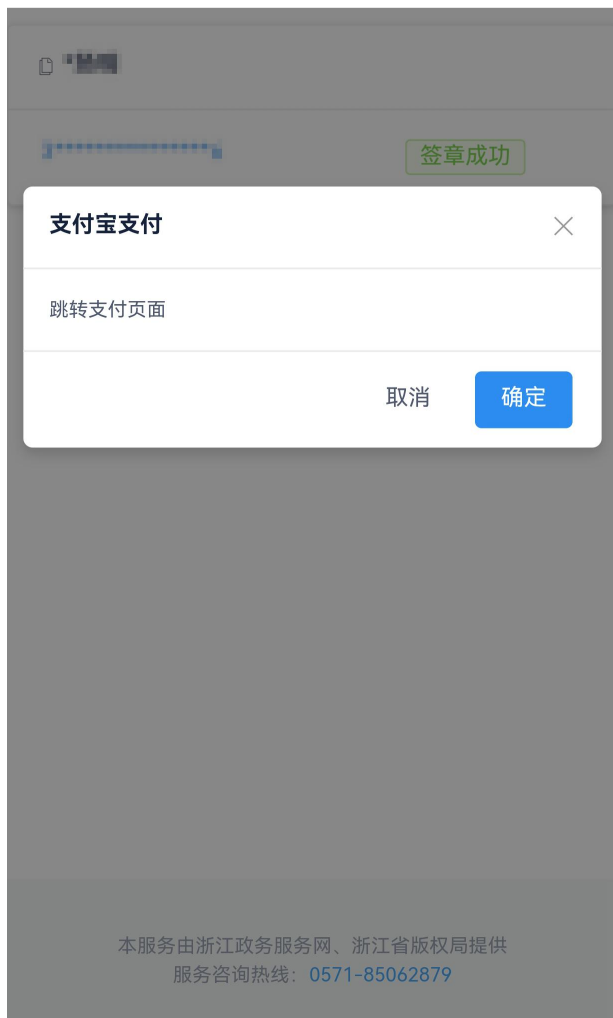 签章成功
支付宝支付
跳转支付页面
取消
确定
本服务由浙江政务服务网、浙江省版权局提供
服务咨询热线：0571-85062879